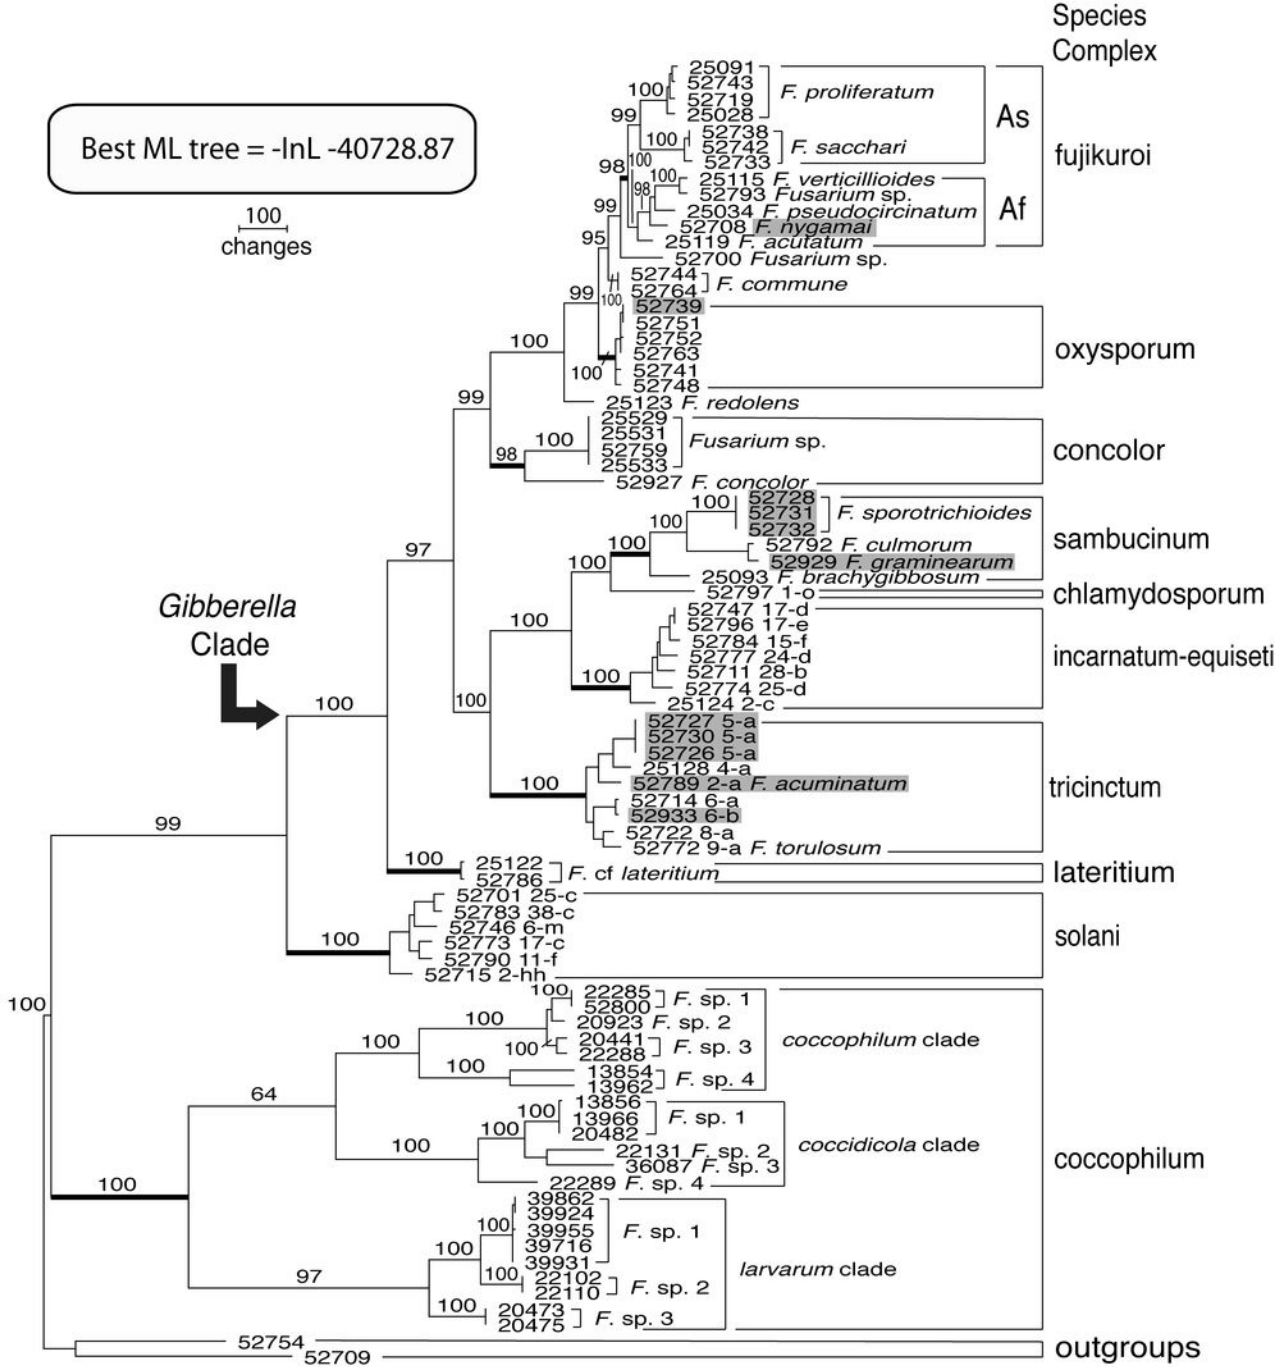 Species
Complex
Best ML tree = -lnL -40728.87
100
changes
25091
52743
52719
25028
F. proliferatum
100
99
52738
52742
52733
F. sacchari
100
As
fujikuroi
98
100
25115 F. verticillioides
52793 Fusarium sp.
25034 F. pseudocircinatum
52708 F. nygamai
25119 F. acutatum
100
98
Af
99
52700 Fusarium sp.
95
52744
52764
F. commune
100
99
52739
52751
52752
52763
52741
52748
100
oxysporum
100
25123 F. redolens
99
25529
25531
52759
25533
Fusarium sp.
100
98
52927 F. concolor
concolor
52728
52731
52732
F. sporotrichioides
100
100
52792 F. culmorum
52929 F. graminearum
100
25093 F. brachygibbosum
sambucinum
97
100
52797 1-o
chlamydosporum
100
52747 17-d
52796 17-e
52784 15-f
52777 24-d
52711 28-b
52774 25-d
25124 2-c
100
incarnatum-equiseti
Gibberella
Clade
100
100
52727 5-a
52730 5-a
52726 5-a
25128 4-a
52789 2-a F. acuminatum
52714 6-a
52933 6-b
52722 8-a
52772 9-a F. torulosum
100
tricinctum
99
25122
52786
F. cf lateritium
100
lateritium
52701 25-c
52783 38-c
52746 6-m
52773 17-c
52790 11-f
52715 2-hh
100
solani
100
22285
52800
F. sp. 1
100
20923 F. sp. 2
100
20441
22288
F. sp. 3
100
100
13854
13962
F. sp. 4
100
coccophilum clade
64
13856
13966
20482
F. sp. 1
100
100
22131 F. sp. 2
36087 F. sp. 3
100
22289 F. sp. 4
coccidicola clade
coccophilum
100
39862
39924
39955
39716
39931
F. sp. 1
100
100
22102
22110
F. sp. 2
100
97
20473
20475
F. sp. 3
100
larvarum clade
52754
52709
outgroups